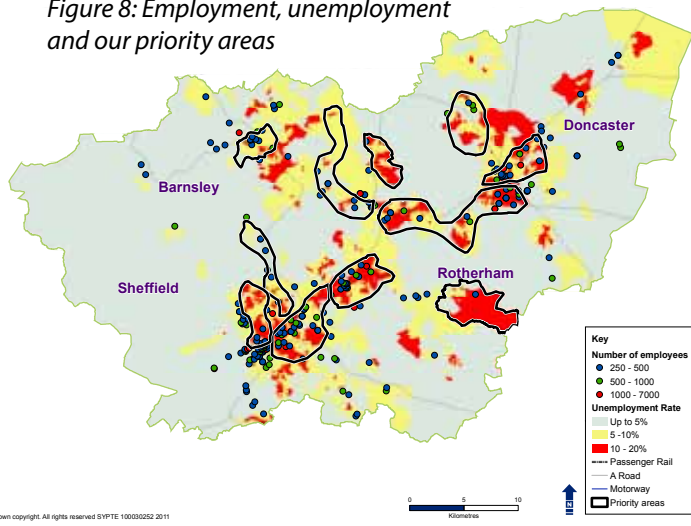 Figure 8: Employment, unemployment
and our priority areas
Doncaster
Barnsley
Sheffield
Rotherham
Key
Number of employees
250 - 500
500 - 1000
1000 - 7000
Unemployment Rate
Up to 5%
5 -10%
10 - 20%
Passenger Rail
A Road
Motorway
Priority areas
N
0 5 10
Kilometres
copyright. All rights reserved SYPTE 100030252 2011